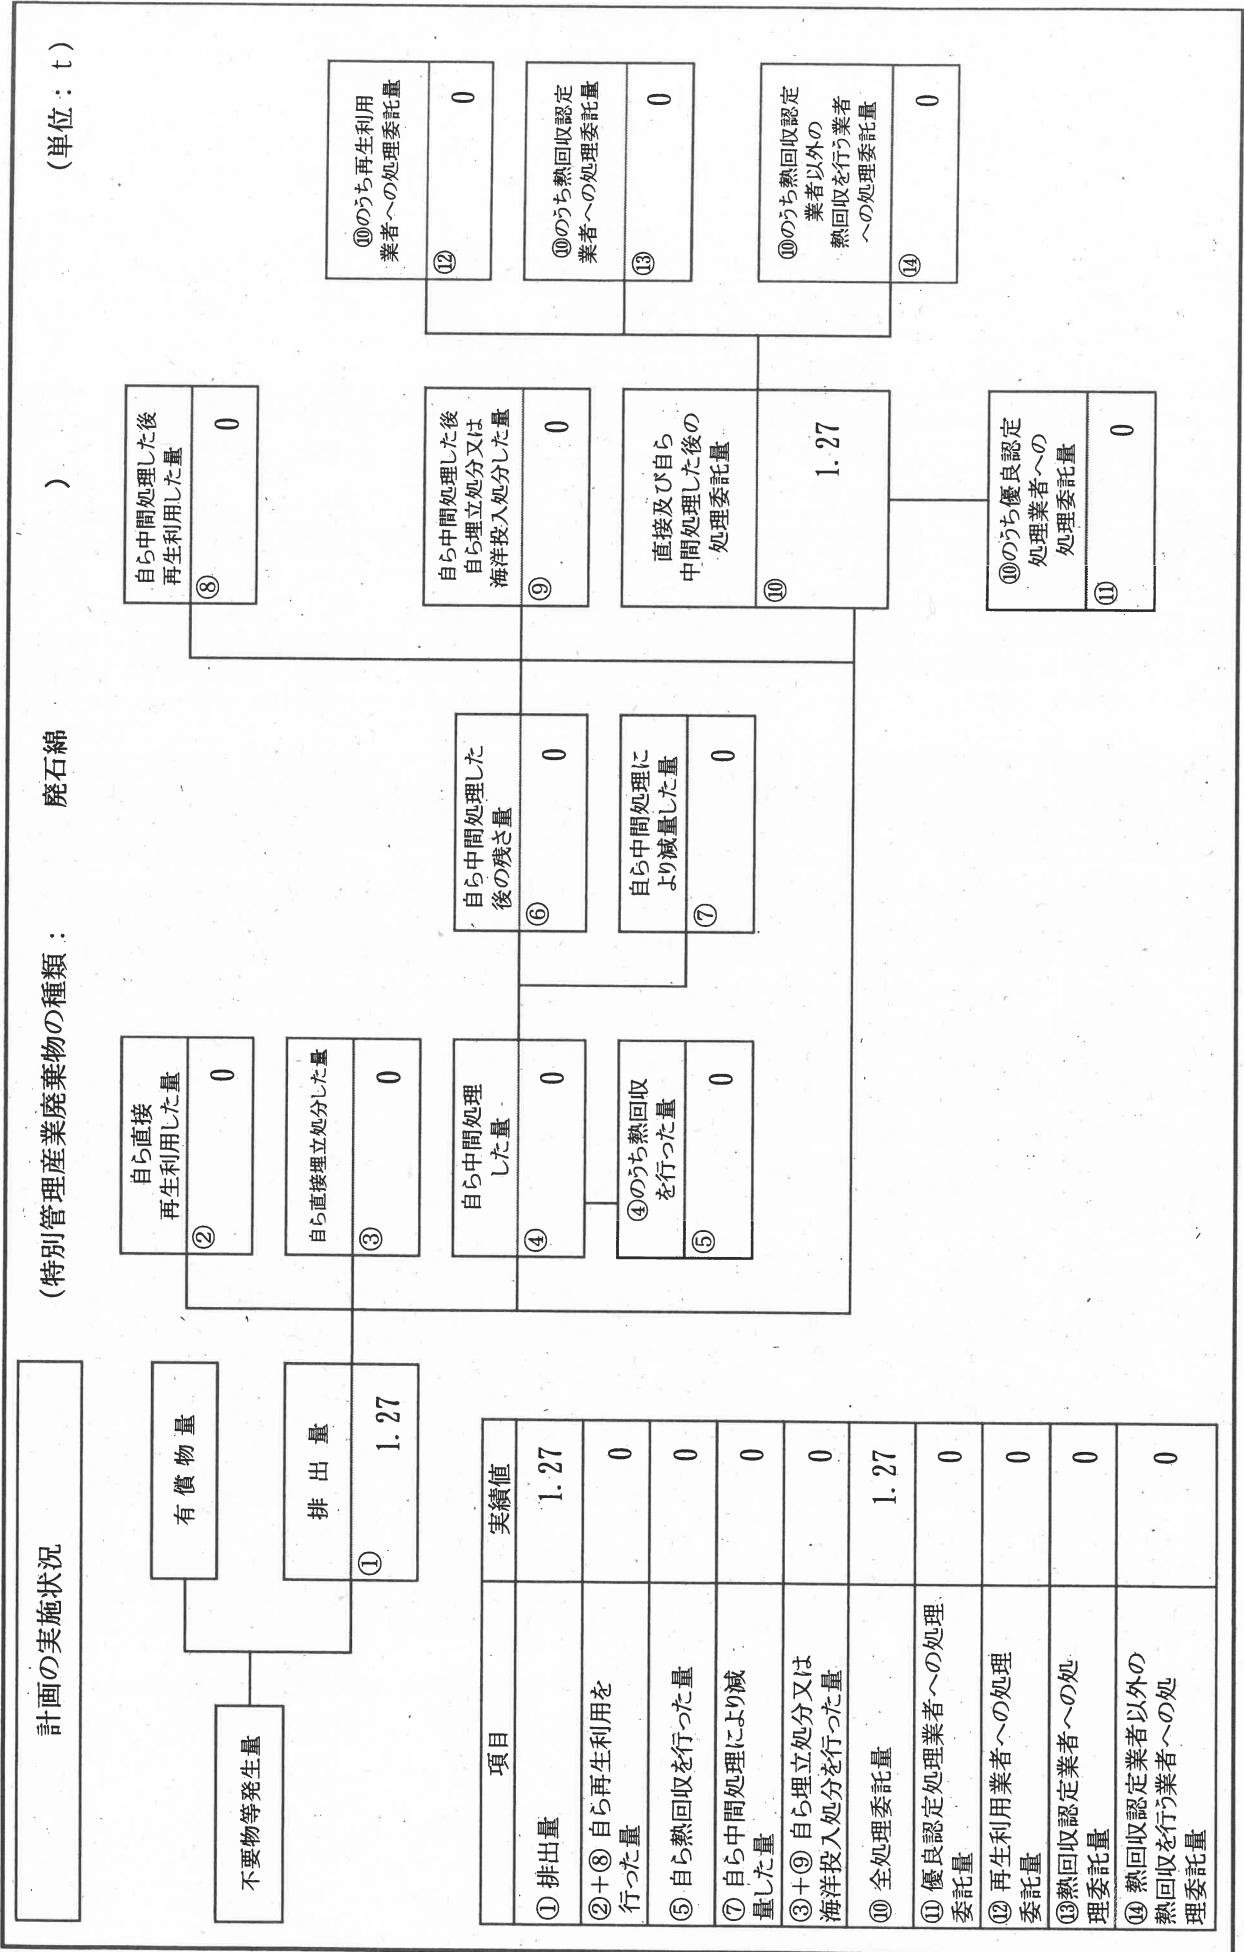 計画の実施状況
(特別管理産業廃棄物の種類：
廃石綿
)
(単位：t)
不要物等発生量
有償物量
排出量
①
1.27
自ら直接
再生利用した量
②
0
自ら直接埋立処分した量
③
0
自ら中間処理
した量
④
0
④のうち熱回収
を行った量
⑤
0
自ら中間処理した
後の残さ量
⑥
0
自ら中間処理に
より減量した量
⑦
0
自ら中間処理した後
再生利用した量
⑧
0
自ら中間処理した後
自ら埋立処分又は
海洋投入処分した量
⑨
0
直接及び自ら
中間処理した後の
処理委託量
⑩
1.27
⑩のうち優良認定
処理業者への
処理委託量
⑪
0
⑩のうち再生利用
業者への処理委託量
⑫
0
⑩のうち熱回収認定
業者への処理委託量
⑬
0
⑩のうち熱回収認定
業者以外の
熱回収を行う業者
への処理委託量
⑭
0
項目 実績値
①排出量 1.27
②+⑧ 自ら再生利用を
行った量 0
⑤ 自ら熱回収を行った量 0
⑦ 自ら中間処理により減
量した量 0
③+⑨ 自ら埋立処分又は
海洋投入処分を行った量 0
⑩ 全処理委託量 1.27
⑪ 優良認定処理業者への処理
委託量 0
⑫ 再生利用業者への処理
委託量 0
⑬熱回収認定業者への処
理委託量 0
⑭ 熱回収認定業者以外の
熱回収を行う業者への処
理委託量 0